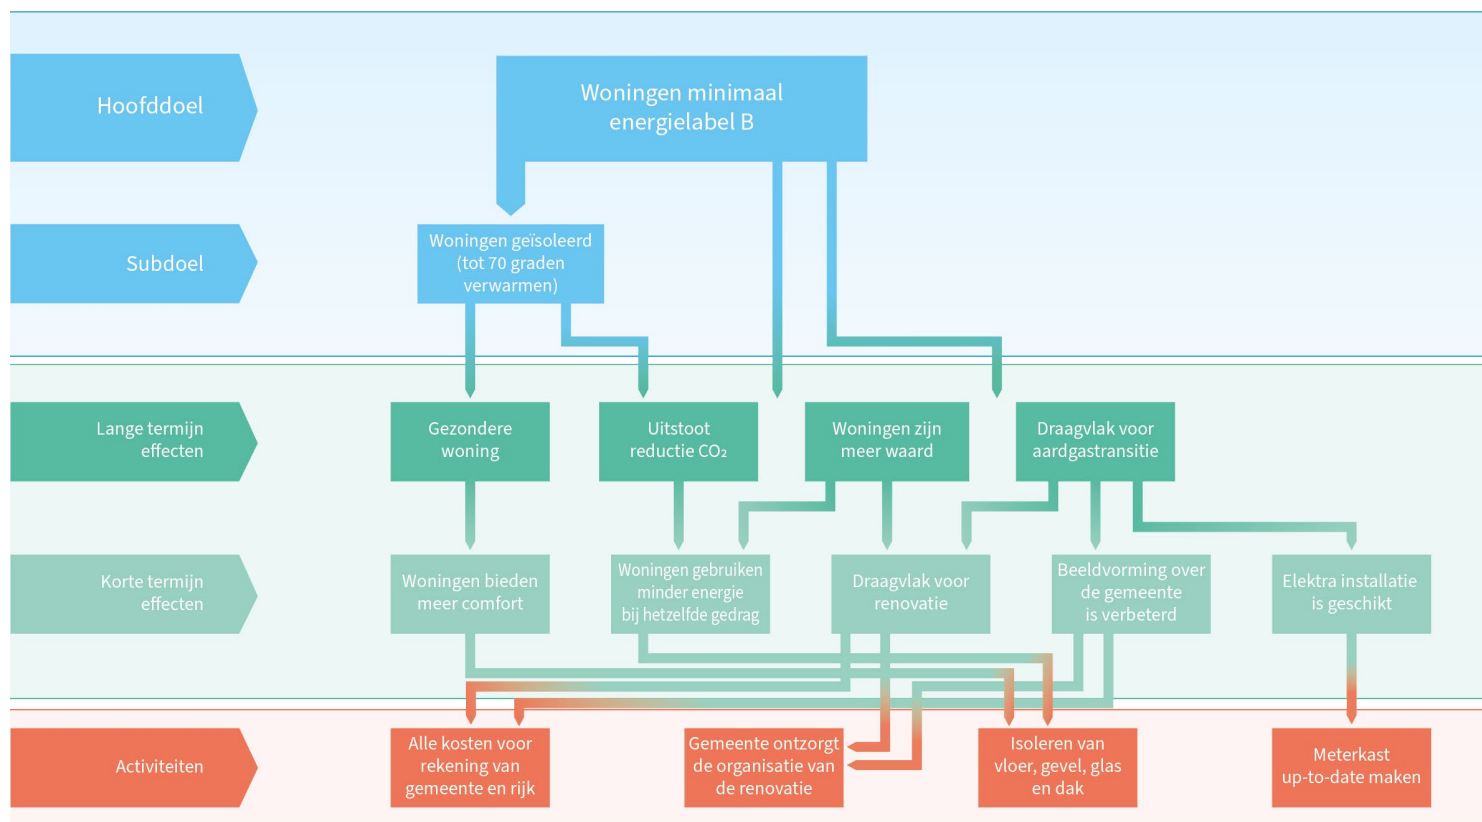 Hoofddoel
Woningen minimaal
energielabel B
Subdoel
Woningen geïsoleerd
(tot 70 graden
verwarmen)
Lange termijn
effecten
Gezondere
woning
Uitstoot
reductie CO₂
Woningen zijn
meer waard
Draagvlak voor
aardgastransitie
Korte termijn
effecten
Woningen bieden
meer comfort
Woningen gebruiken
minder energie
bij hetzelfde gedrag
Draagvlak voor
renovatie
Beeldvorming over
de gemeente
is verbeterd
Elektra installatie
is geschikt
Activiteiten
Alle kosten voor
rekening van
gemeente en rijk
Gemeente ontzorgt
de organisatie van
de renovatie
Isoleren van
vloer, gevel, glas
en dak
Meterkast
up-to-date maken